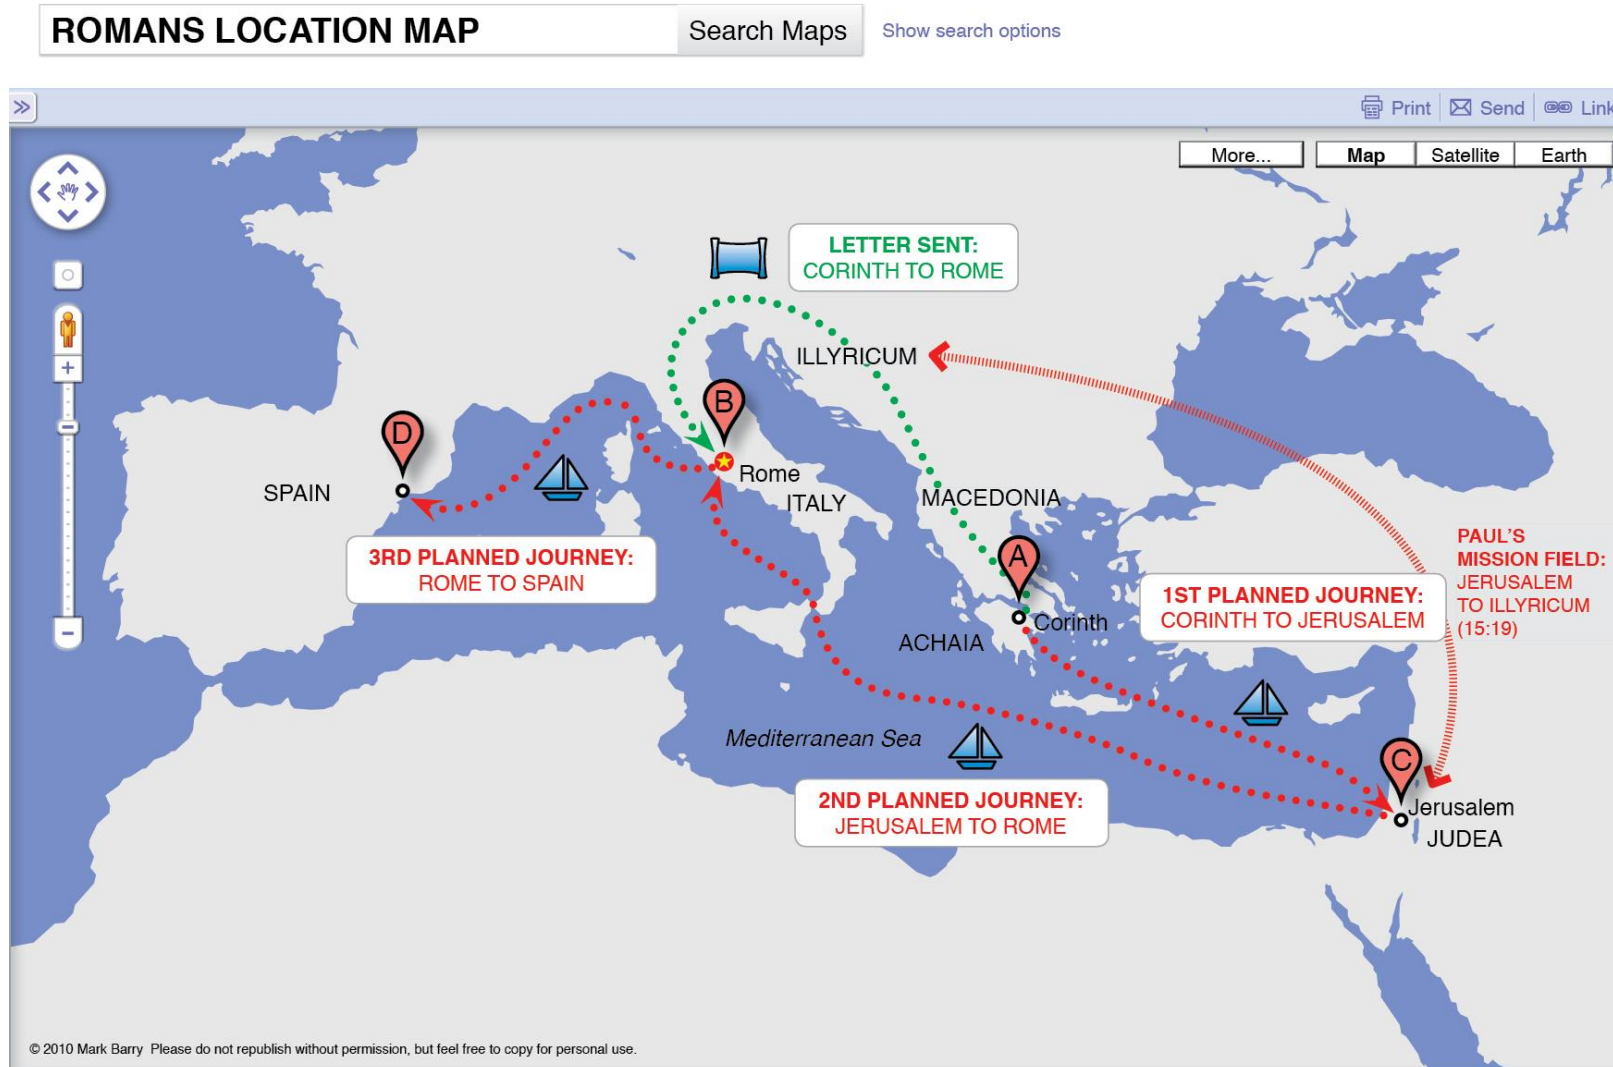 ROMANS LOCATION MAP
Search Maps
Show search options
Print
Send
Link
More...
Map
Satellite
Earth
LETTER SENT:
CORINTH TO ROME
ILLYRICUM
B
D
Rome
SPAIN
ITALY
MACEDONIA
PAUL'S
MISSION FIELD:
JERUSALEM
TO ILLYRICUM
(15:19)
3RD PLANNED JOURNEY:
ROME TO SPAIN
A
1ST PLANNED JOURNEY:
CORINTH TO JERUSALEM
Corinth
ACHAIA
Mediterranean Sea
C
2ND PLANNED JOURNEY:
JERUSALEM TO ROME
Jerusalem
JUDEA
© 2010 Mark Barry Please do not republish without permission, but feel free to copy for personal use.